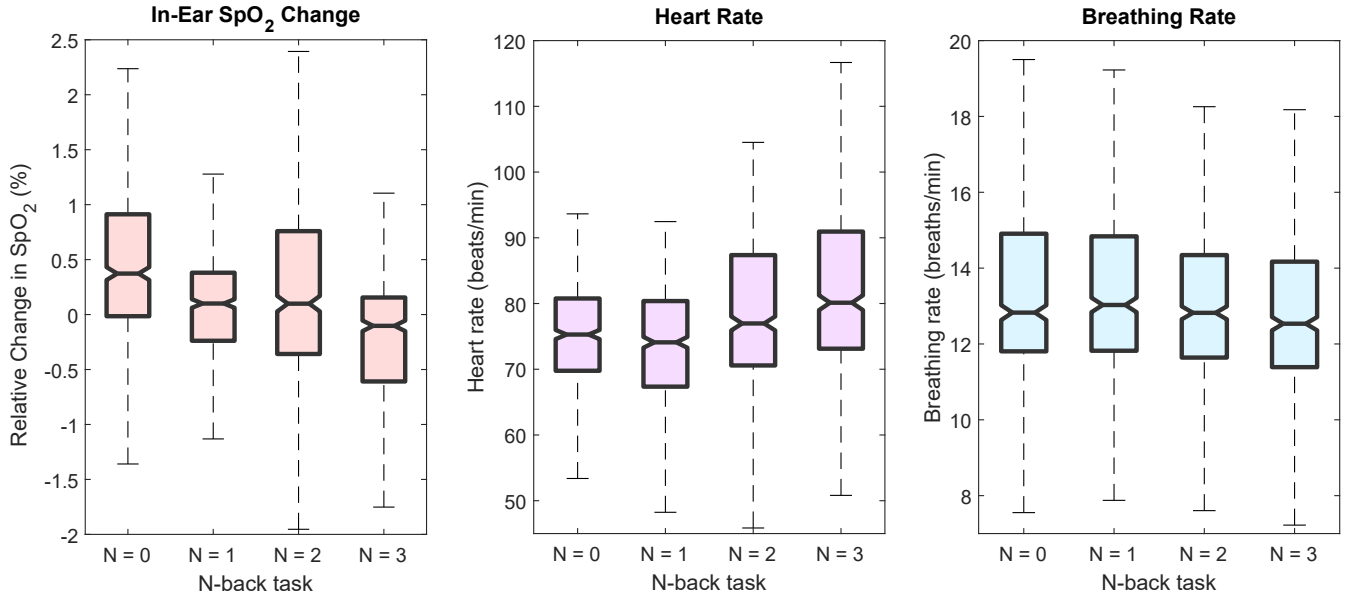 In-Ear SpO2 Change
2.5
2
1.5
1
0.5
0
-0.5
-1
-1.5
-2
Relative Change in SpO2 (%)
N = 0 N = 1 N = 2 N = 3
N-back task
Heart Rate
120
110
100
90
80
70
60
50
Heart rate (beats/min)
N = 0 N = 1 N = 2 N = 3
N-back task
Breathing Rate
20
18
16
14
12
10
8
Breathing rate (breaths/min)
N = 0 N = 1 N = 2 N = 3
N-back task